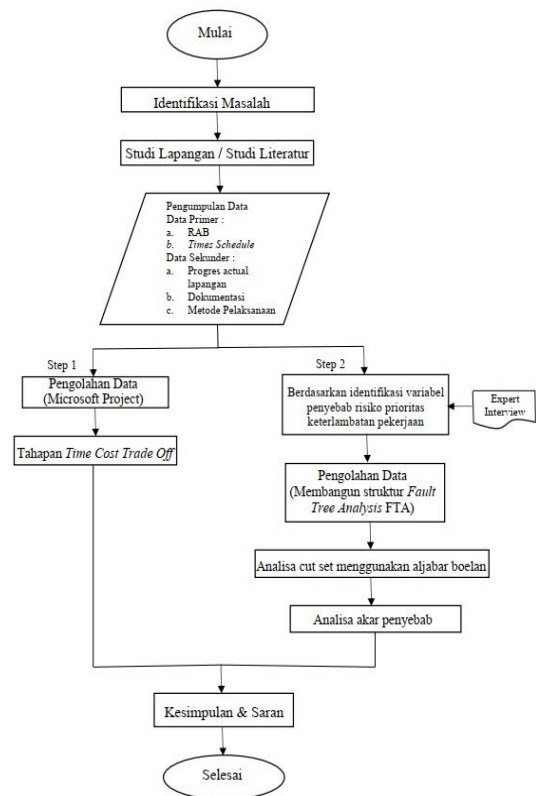 Mulai
Identifikasi Masalah
Studi Lapangan / Studi Literatur
Pengumpulan Data
Data Primer :
a. RAB
b. Times Schedule
Data Sekunder :
a. Progres actual
lapangan
b. Dokumentasi
c. Metode Pelaksanaan
Step 1
Pengolahan Data
(Microsoft Project)
Tahapan Time Cost Trade Off
Step 2
Berdasarkan identifikasi variabel
penyebab risiko prioritas
keterlambatan pekerjaan
Expert
Interview
Pengolahan Data
(Membangun struktur Fault
Tree Analysis FTA)
Analisa cut set menggunakan aljabar boelan
Analisa akar penyebab
Kesimpulan & Saran
Selesai